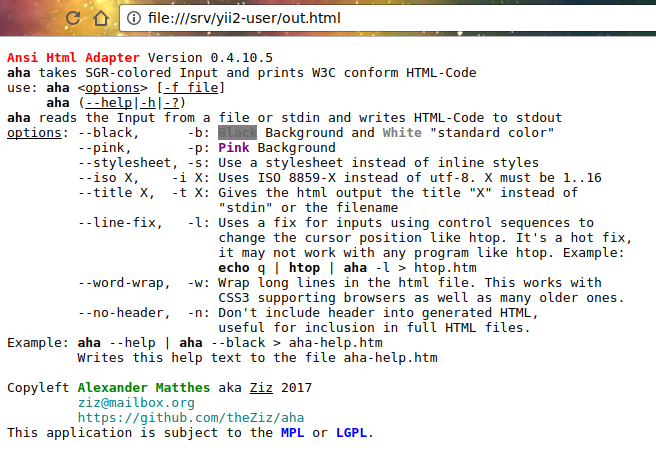 file:///srv/yii2-user/out.html
Ansi Html Adapter Version 0.4.10.5
aha takes SGR-colored Input and prints W3C conform HTML-Code
use: aha <options> [-f file]
     aha (--help|-h|-?)
aha reads the Input from a file or stdin and writes HTML-Code to stdout
options: --black,      -b: Black Background and White "standard color"
         --pink,       -p: Pink Background
         --stylesheet, -s: Use a stylesheet instead of inline styles
         --iso X,    -i X: Uses ISO 8859-X instead of utf-8. X must be 1..16
         --title X,  -t X: Gives the html output the title "X" instead of
                           "stdin" or the filename
         --line-fix,   -l: Uses a fix for inputs using control sequences to
                           change the cursor position like htop. It's a hot fix,
                           it may not work with any program like htop. Example:
                           echo q | htop | aha -l > htop.htm
         --word-wrap,  -w: Wrap long lines in the html file. This works with
                           CSS3 supporting browsers as well as many older ones.
         --no-header,  -n: Don't include header into generated HTML,
                           useful for inclusion in full HTML files.
Example: aha --help | aha --black > aha-help.htm
         Writes this help text to the file aha-help.htm
Copyleft Alexander Matthes aka Ziz 2017
         ziz@mailbox.org
         https://github.com/theZiz/aha
This application is subject to the MPL or LGPL.